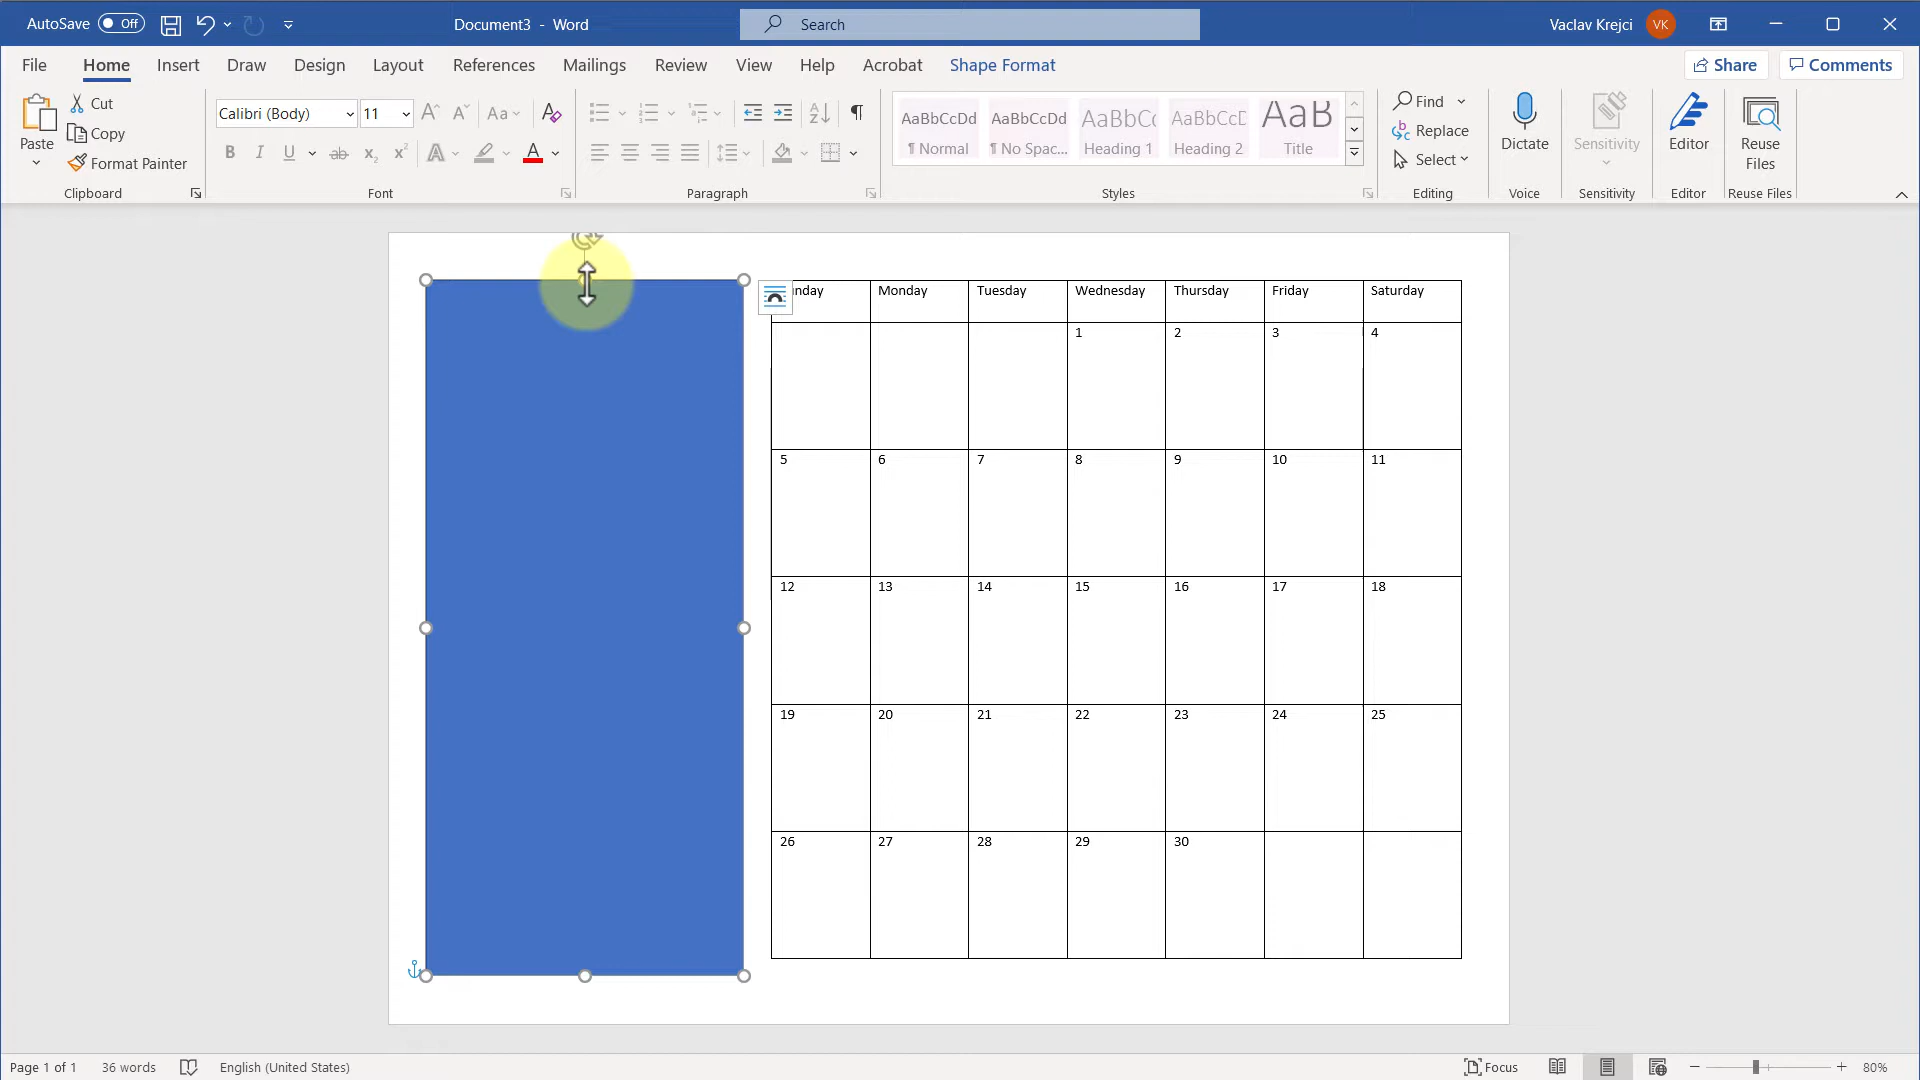 AutoSave Off Document3 - Word Search Vaclav Krejci VK
File Home Insert Draw Design Layout References Mailings Review View Help Acrobat Shape Format Share Comments
Paste
Cut
Copy
Format Painter
Clipboard
Calibri (Body) 11
Font
Paragraph
AaBbCcDd AaBbCcDd AaBbCc AaBbCcD AaB
¶ Normal ¶ No Spac... Heading 1 Heading 2 Title
Styles
Find
Replace
Select
Editing
Dictate
Voice
Sensitivity
Sensitivity
Editor
Editor
Reuse
Files
Reuse Files
nday Monday Tuesday Wednesday Thursday Friday Saturday
1 2 3 4
5 6 7 8 9 10 11
12 13 14 15 16 17 18
19 20 21 22 23 24 25
26 27 28 29 30
Page 1 of 1 36 words English (United States) Focus 80%